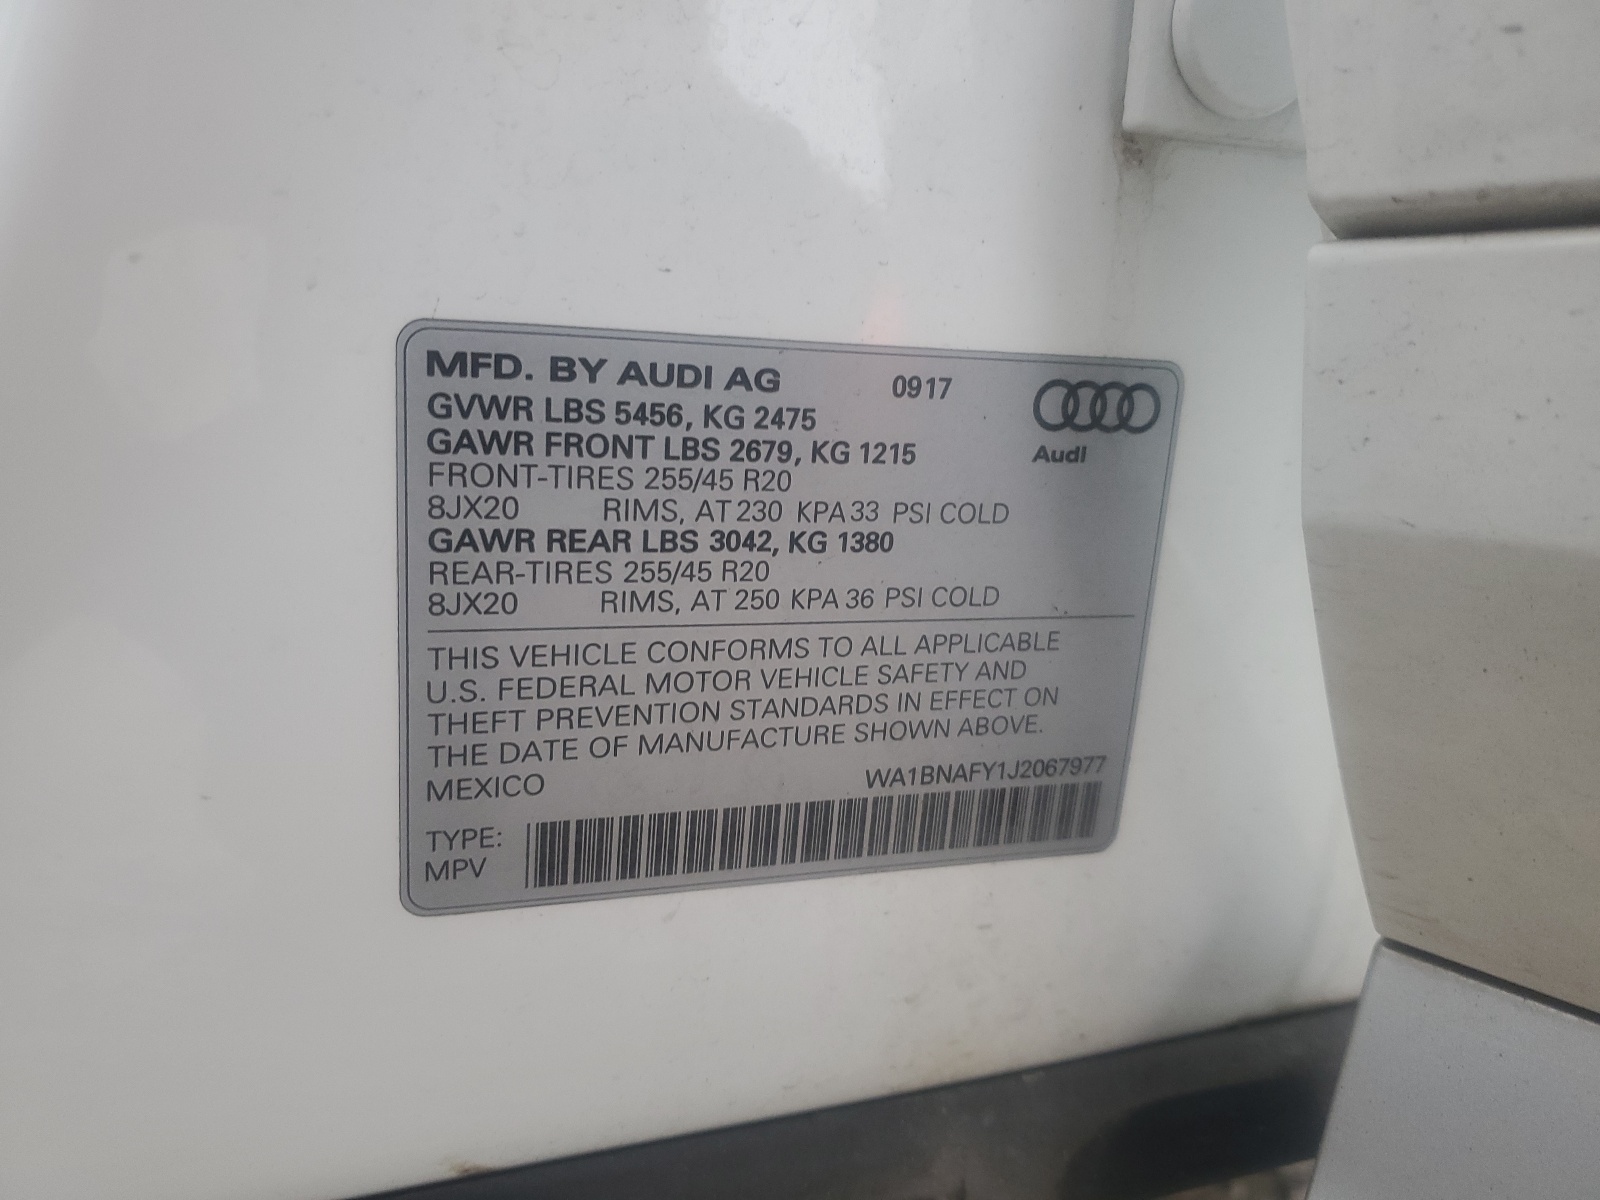 MFD. BY AUDI AG 0917
GVWR LBS 5456, KG 2475
GAWR FRONT LBS 2679, KG 1215
Audi
FRONT-TIRES 255/45 R20
8JX20 RIMS, AT 230 KPA 33 PSI COLD
GAWR REAR LBS 3042, KG 1380
REAR-TIRES 255/45 R20
8JX20 RIMS, AT 250 KPA 36 PSI COLD
THIS VEHICLE CONFORMS TO ALL APPLICABLE
U.S. FEDERAL MOTOR VEHICLE SAFETY AND
THEFT PREVENTION STANDARDS IN EFFECT ON
THE DATE OF MANUFACTURE SHOWN ABOVE.
MEXICO WA1BNAFY1J2067977
TYPE:
MPV